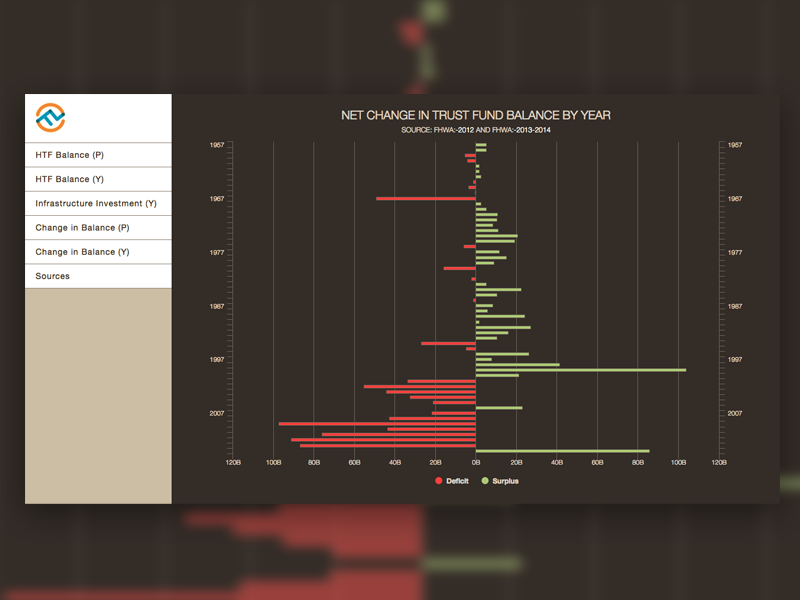 NET CHANGE IN TRUST FUND BALANCE BY YEAR
SOURCE: FHWA:-2012 AND FHWA:-2013-2014
HTF Balance (P)
HTF Balance (Y)
Infrastructure Investment (Y)
Change in Balance (P)
Change in Balance (Y)
Sources
1957 1957
1967 1967
1977 1977
1987 1987
1997 1997
2007 2007
120B 100B 80B 60B 40B 20B 0B 20B 40B 60B 80B 100B 120B
Deficit Surplus